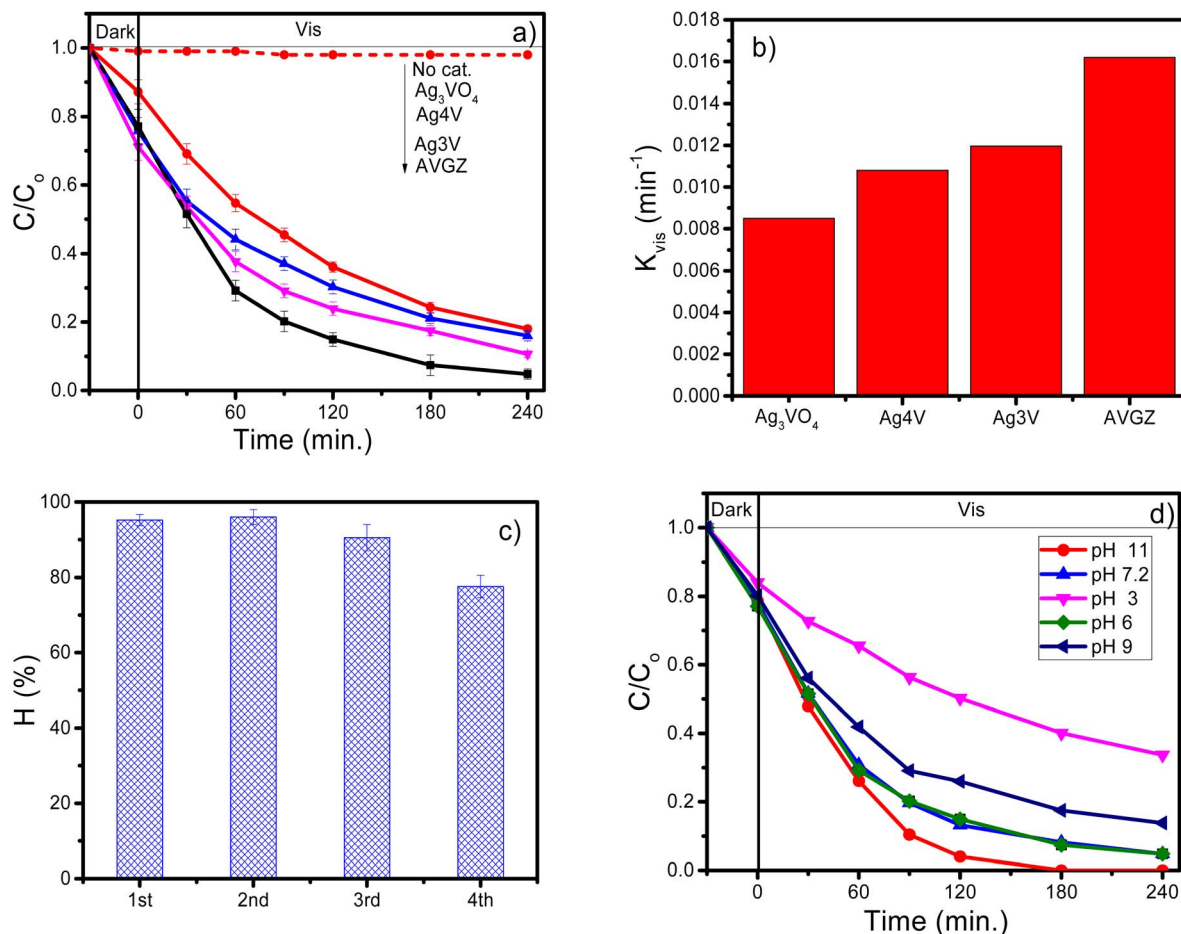 Dark
Vis
a)
No cat.
Ag₃VO₄
Ag4V
Ag3V
AVGZ
C/C₀
1.0
0.8
0.6
0.4
0.2
0.0
0 60 120 180 240
Time (min.)
b)
K_vis (min⁻¹)
0.018
0.016
0.014
0.012
0.010
0.008
0.006
0.004
0.002
0.000
Ag₃VO₄ Ag4V Ag3V AVGZ
c)
H (%)
100
80
60
40
20
0
1st 2nd 3rd 4th
Dark
Vis
d)
pH 11
pH 7.2
pH 3
pH 6
pH 9
C/C₀
1.0
0.8
0.6
0.4
0.2
0.0
0 60 120 180 240
Time (min.)